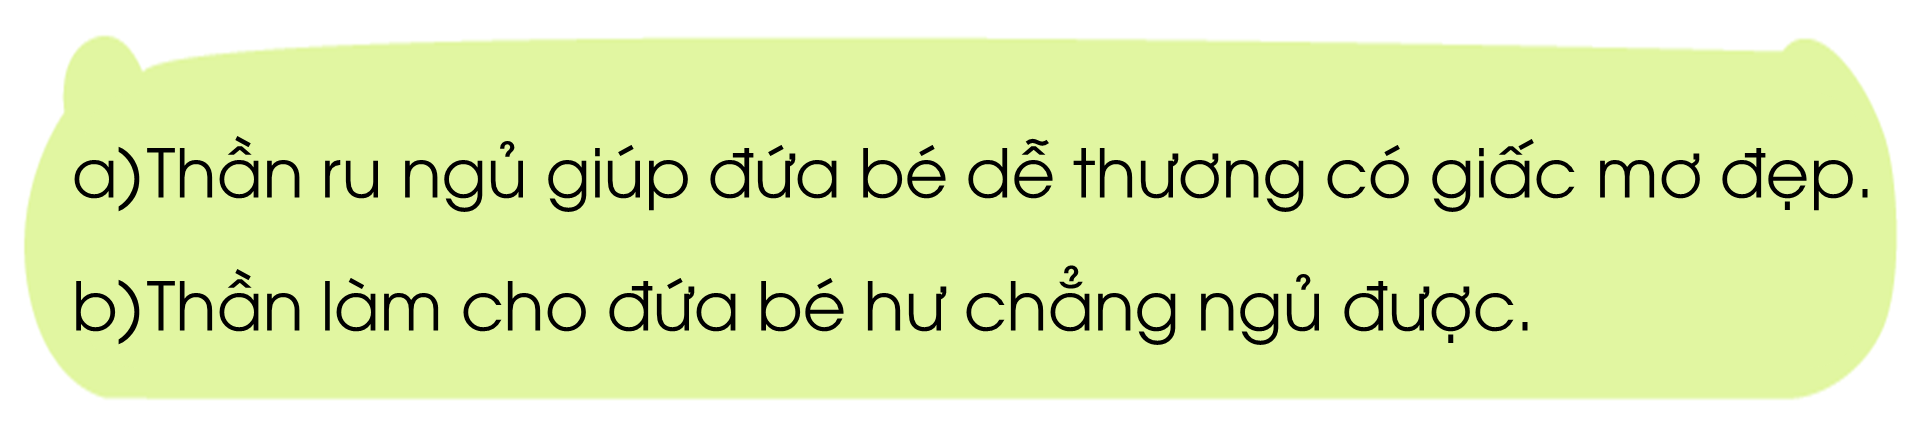 a)Thần ru ngủ giúp đứa bé dễ thương có giấc mơ đẹp.
b)Thần làm cho đứa bé hư chẳng ngủ được.